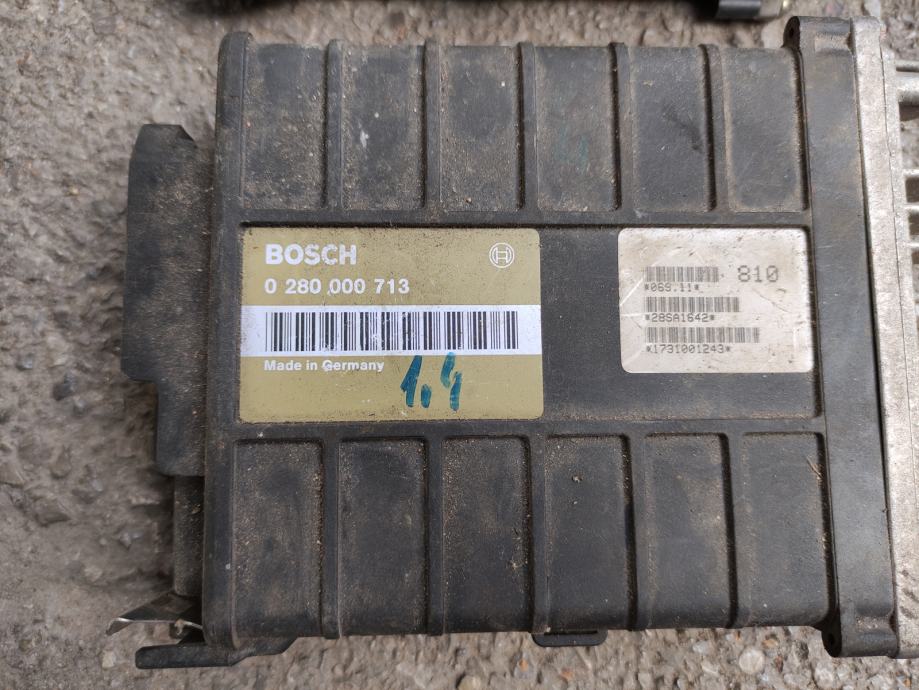 BOSCH
0 280 000 713
Made in Germany
1.4
810
*069.11*
*28SA1642*
*1731001243*